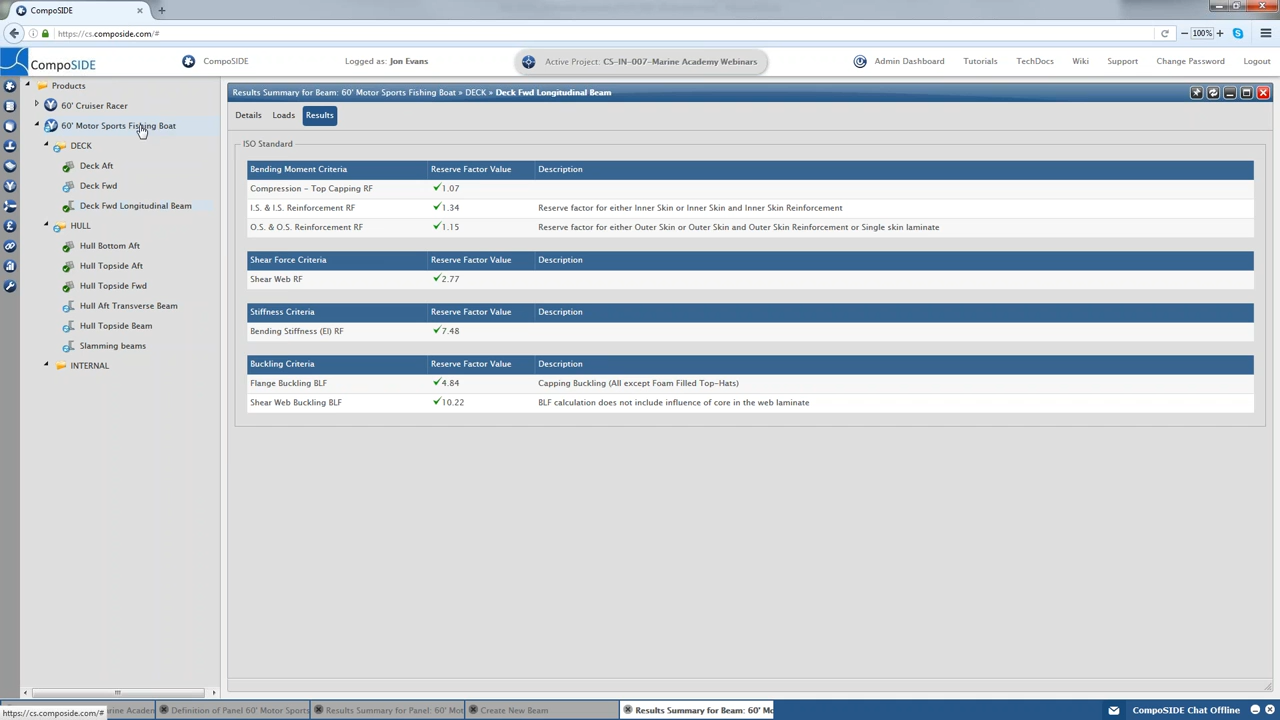 CompoSIDE
https://cs.composide.com/#
100%
CompoSIDE
CompoSIDE
Logged as: Jon Evans
Active Project: CS-IN-007-Marine Academy Webinars
Admin Dashboard
Tutorials
TechDocs
Wiki
Support
Change Password
Logout
Products
60' Cruiser Racer
60' Motor Sports Fishing Boat
DECK
Deck Aft
Deck Fwd
Deck Fwd Longitudinal Beam
HULL
Hull Bottom Aft
Hull Topside Aft
Hull Topside Fwd
Hull Aft Transverse Beam
Hull Topside Beam
Slamming beams
INTERNAL
Results Summary for Beam: 60' Motor Sports Fishing Boat » DECK » Deck Fwd Longitudinal Beam
Details Loads Results
ISO Standard
Bending Moment Criteria Reserve Factor Value Description
Compression - Top Capping RF 1.07
I.S. & I.S. Reinforcement RF 1.34 Reserve factor for either Inner Skin or Inner Skin and Inner Skin Reinforcement
O.S. & O.S. Reinforcement RF 1.15 Reserve factor for either Outer Skin or Outer Skin and Outer Skin Reinforcement or Single skin laminate
Shear Force Criteria Reserve Factor Value Description
Shear Web RF 2.77
Stiffness Criteria Reserve Factor Value Description
Bending Stiffness (EI) RF 7.48
Buckling Criteria Reserve Factor Value Description
Flange Buckling BLF 4.84 Capping Buckling (All except Foam Filled Top-Hats)
Shear Web Buckling BLF 10.22 BLF calculation does not include influence of core in the web laminate
https://cs.composide.com/#
Definition of Panel 60' Motor Sports
Results Summary for Panel: 60' Mot
Create New Beam
Results Summary for Beam: 60' Mo
CompoSIDE Chat Offline